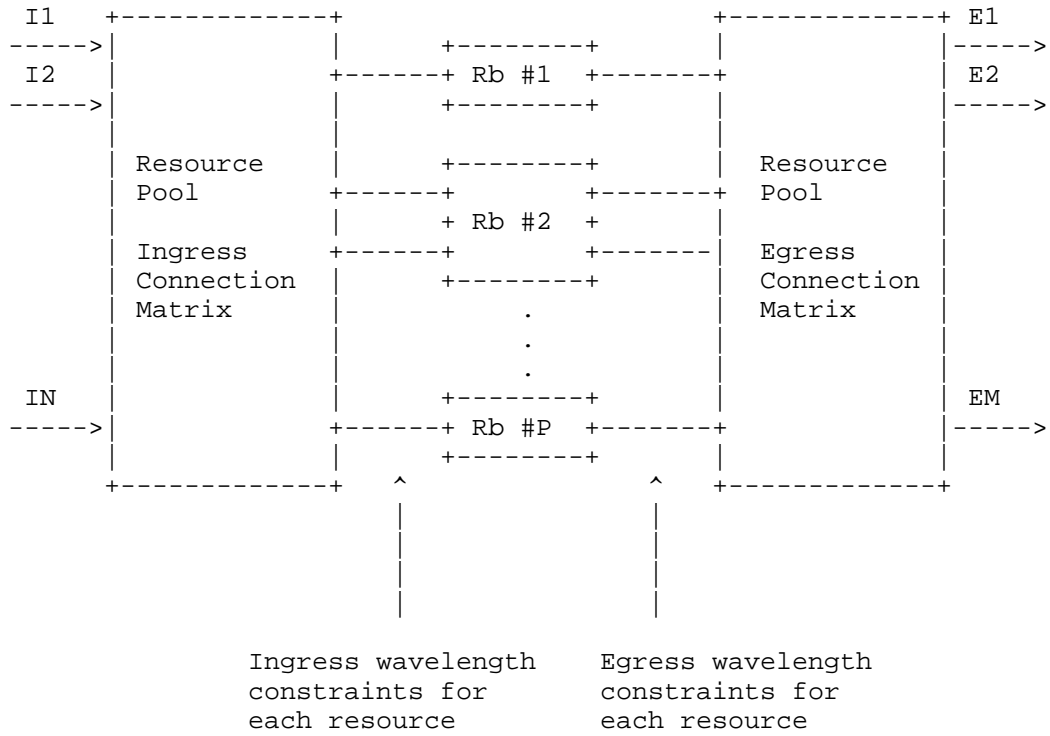 I1 E1
I2 Rb #1 E2
Resource Resource
Pool Pool
Rb #2
Ingress Egress
Connection Connection
Matrix . Matrix
.
.
IN EM
Rb #P
Ingress wavelength Egress wavelength
constraints for constraints for
each resource each resource